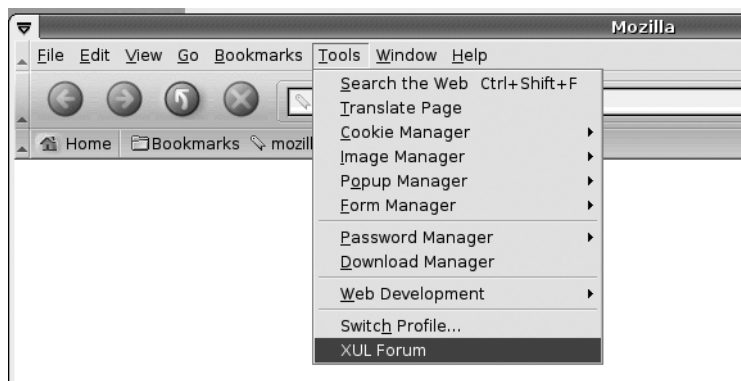 Mozilla
File Edit View Go Bookmarks Tools Window Help
Search the Web Ctrl+Shift+F
Translate Page
Cookie Manager
Image Manager
Popup Manager
Form Manager
Password Manager
Download Manager
Web Development
Switch Profile...
XUL Forum
Home Bookmarks mozill